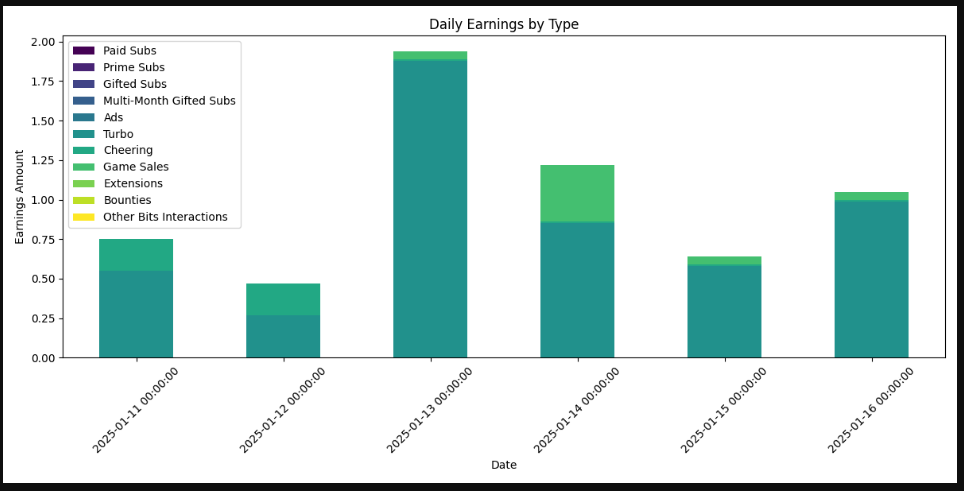 Daily Earnings by Type
2.00
1.75
1.50
1.25
1.00
0.75
0.50
0.25
0.00
Earnings Amount
Paid Subs
Prime Subs
Gifted Subs
Multi-Month Gifted Subs
Ads
Turbo
Cheering
Game Sales
Extensions
Bounties
Other Bits Interactions
2025-01-11 00:00:00
2025-01-12 00:00:00
2025-01-13 00:00:00
2025-01-14 00:00:00
2025-01-15 00:00:00
2025-01-16 00:00:00
Date